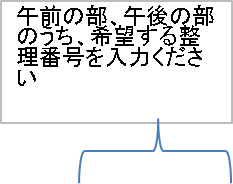 午前の部、午後の部
のうち、希望する整
理番号を入力くださ
い